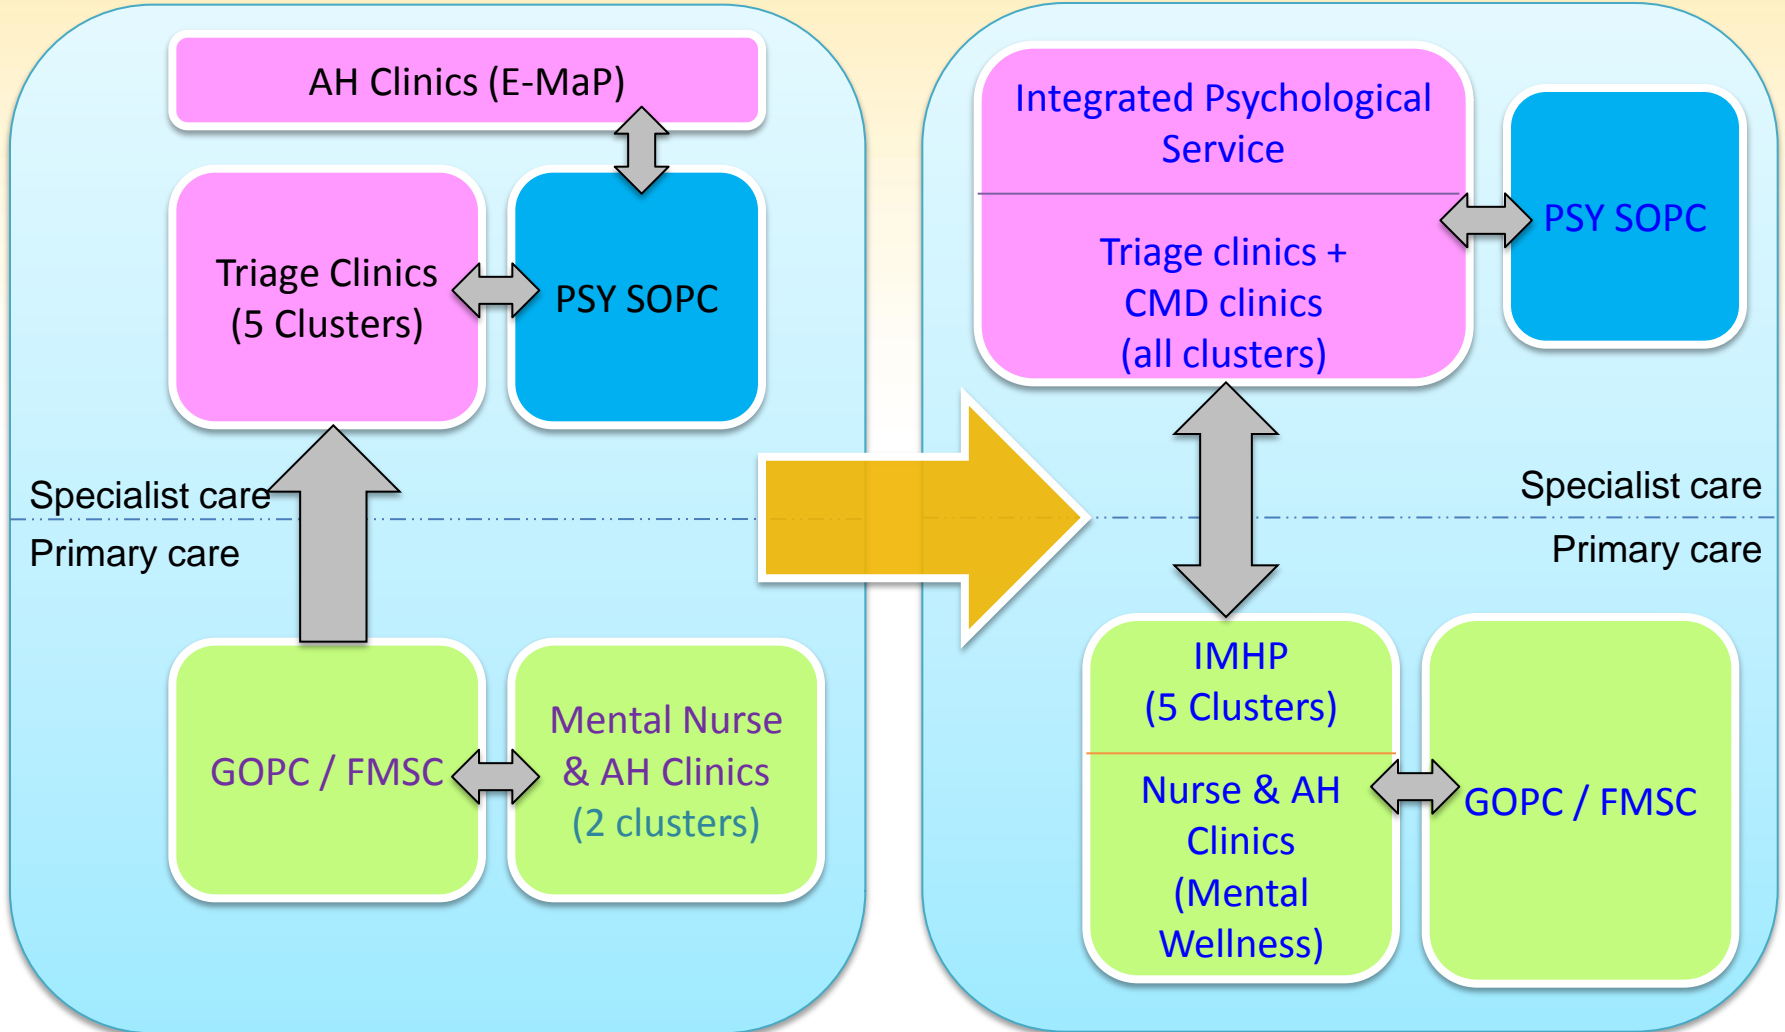 AH Clinics (E-MaP)
Triage Clinics
(5 Clusters)
PSY SOPC
Specialist care
Primary care
GOPC / FMSC
Mental Nurse
& AH Clinics
(2 clusters)
Integrated Psychological
Service
Triage clinics +
CMD clinics
(all clusters)
PSY SOPC
Specialist care
Primary care
IMHP
(5 Clusters)
Nurse & AH
Clinics
(Mental
Wellness)
GOPC / FMSC